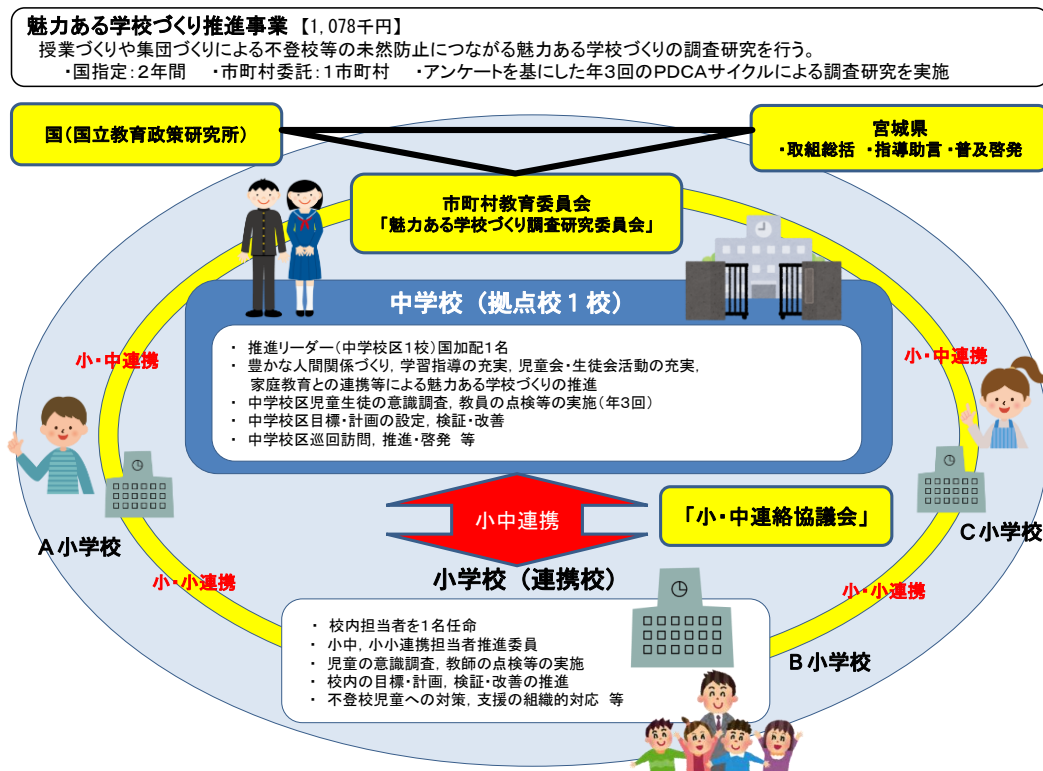 魅力ある学校づくり推進事業 【1,078千円】
授業づくりや集団づくりによる不登校等の未然防止につながる魅力ある学校づくりの調査研究を行う。
・国指定：２年間 ・市町村委託：１市町村 ・アンケートを基にした年３回のPDCAサイクルによる調査研究を実施
国（国立教育政策研究所）
宮城県
・取組総括 ・指導助言・普及啓発
市町村教育委員会
「魅力ある学校づくり調査研究委員会」
中学校（拠点校１校）
・ 推進リーダー（中学校区１校）国加配１名
・ 豊かな人間関係づくり，学習指導の充実，児童会・生徒会活動の充実，
家庭教育との連携等による魅力ある学校づくりの推進
・ 中学校区児童生徒の意識調査，教員の点検等の実施（年３回）
・ 中学校区目標・計画の設定，検証・改善
・ 中学校区巡回訪問，推進・啓発 等
小・中連携
小・中連携
小中連携
「小・中連絡協議会」
Ａ小学校
Ｃ小学校
小・小連携
小・小連携
小学校（連携校）
・ 校内担当者を１名任命
・ 小中，小小連携担当者推進委員
・ 児童の意識調査，教師の点検等の実施
・ 校内の目標・計画，検証・改善の推進
・ 不登校児童への対策，支援の組織的対応 等
Ｂ小学校